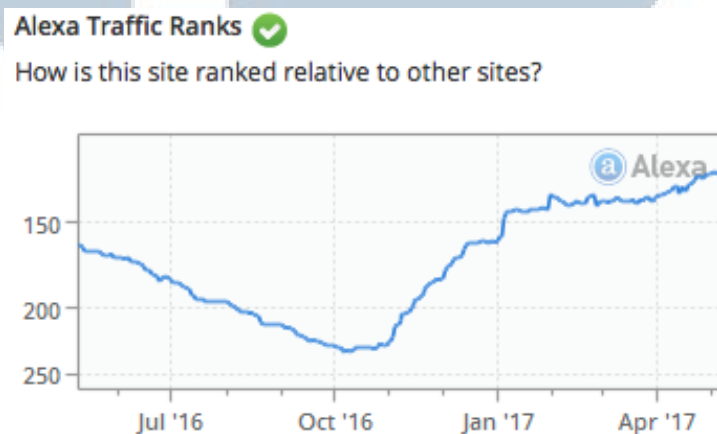 Alexa Traffic Ranks
How is this site ranked relative to other sites?
a Alexa
150
200
250
Jul '16 Oct '16 Jan '17 Apr '17